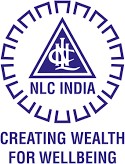 NLC
NLC INDIA
CREATING WEALTH
FOR WELLBEING